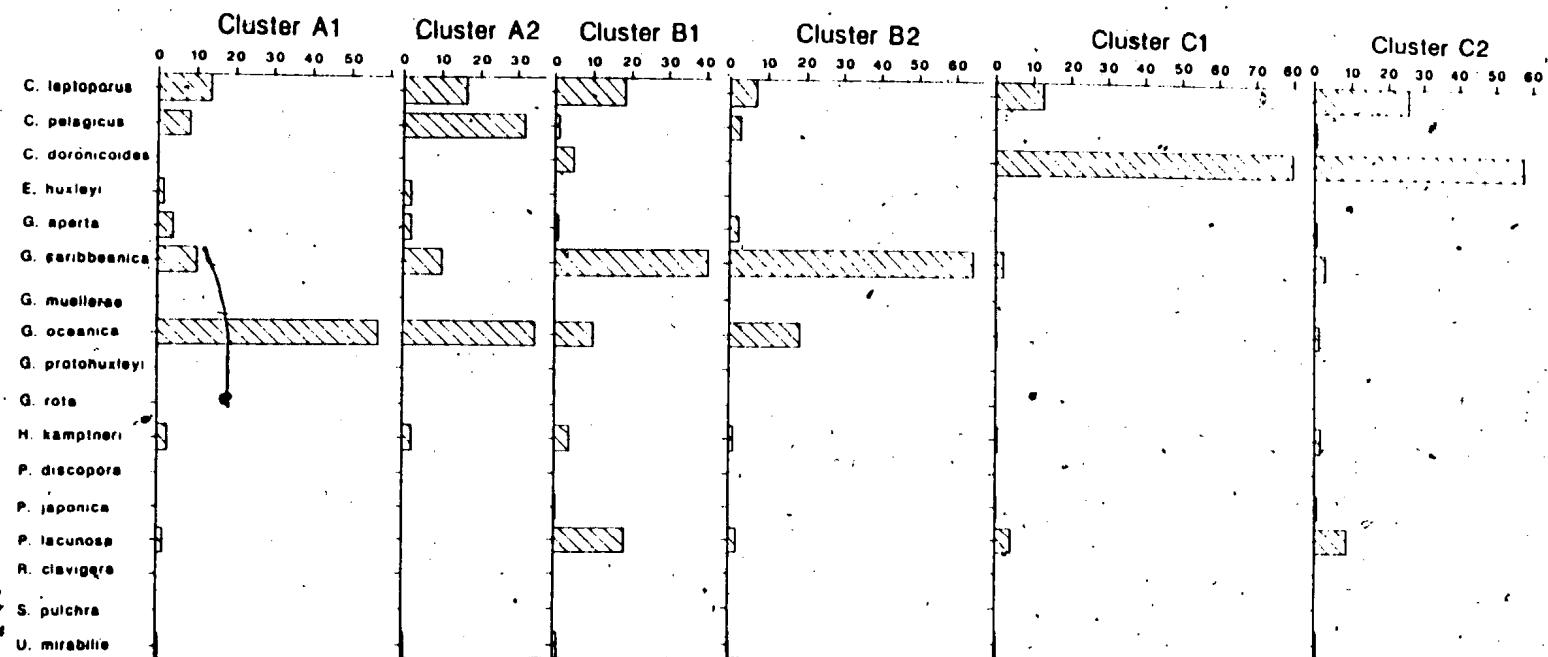 Cluster A1 Cluster A2 Cluster B1 Cluster B2 Cluster C1 Cluster C2
0 10 20 30 40 50 0 10 20 30 0 10 20 30 40 0 10 20 30 40 50 60 0 10 20 30 40 50 60 70 80 0 10 20 30 40 50 60
C. leptoporus
C. pelagicus
C. doronicoides
E. huxleyi
G. aperta
G. caribbeanica
G. muellerae
G. oceanica
G. protohuxleyi
G. rota
H. kamptneri
P. discopora
P. japonica
P. lacunosa
R. clavigera
S. pulchra
U. mirabilie